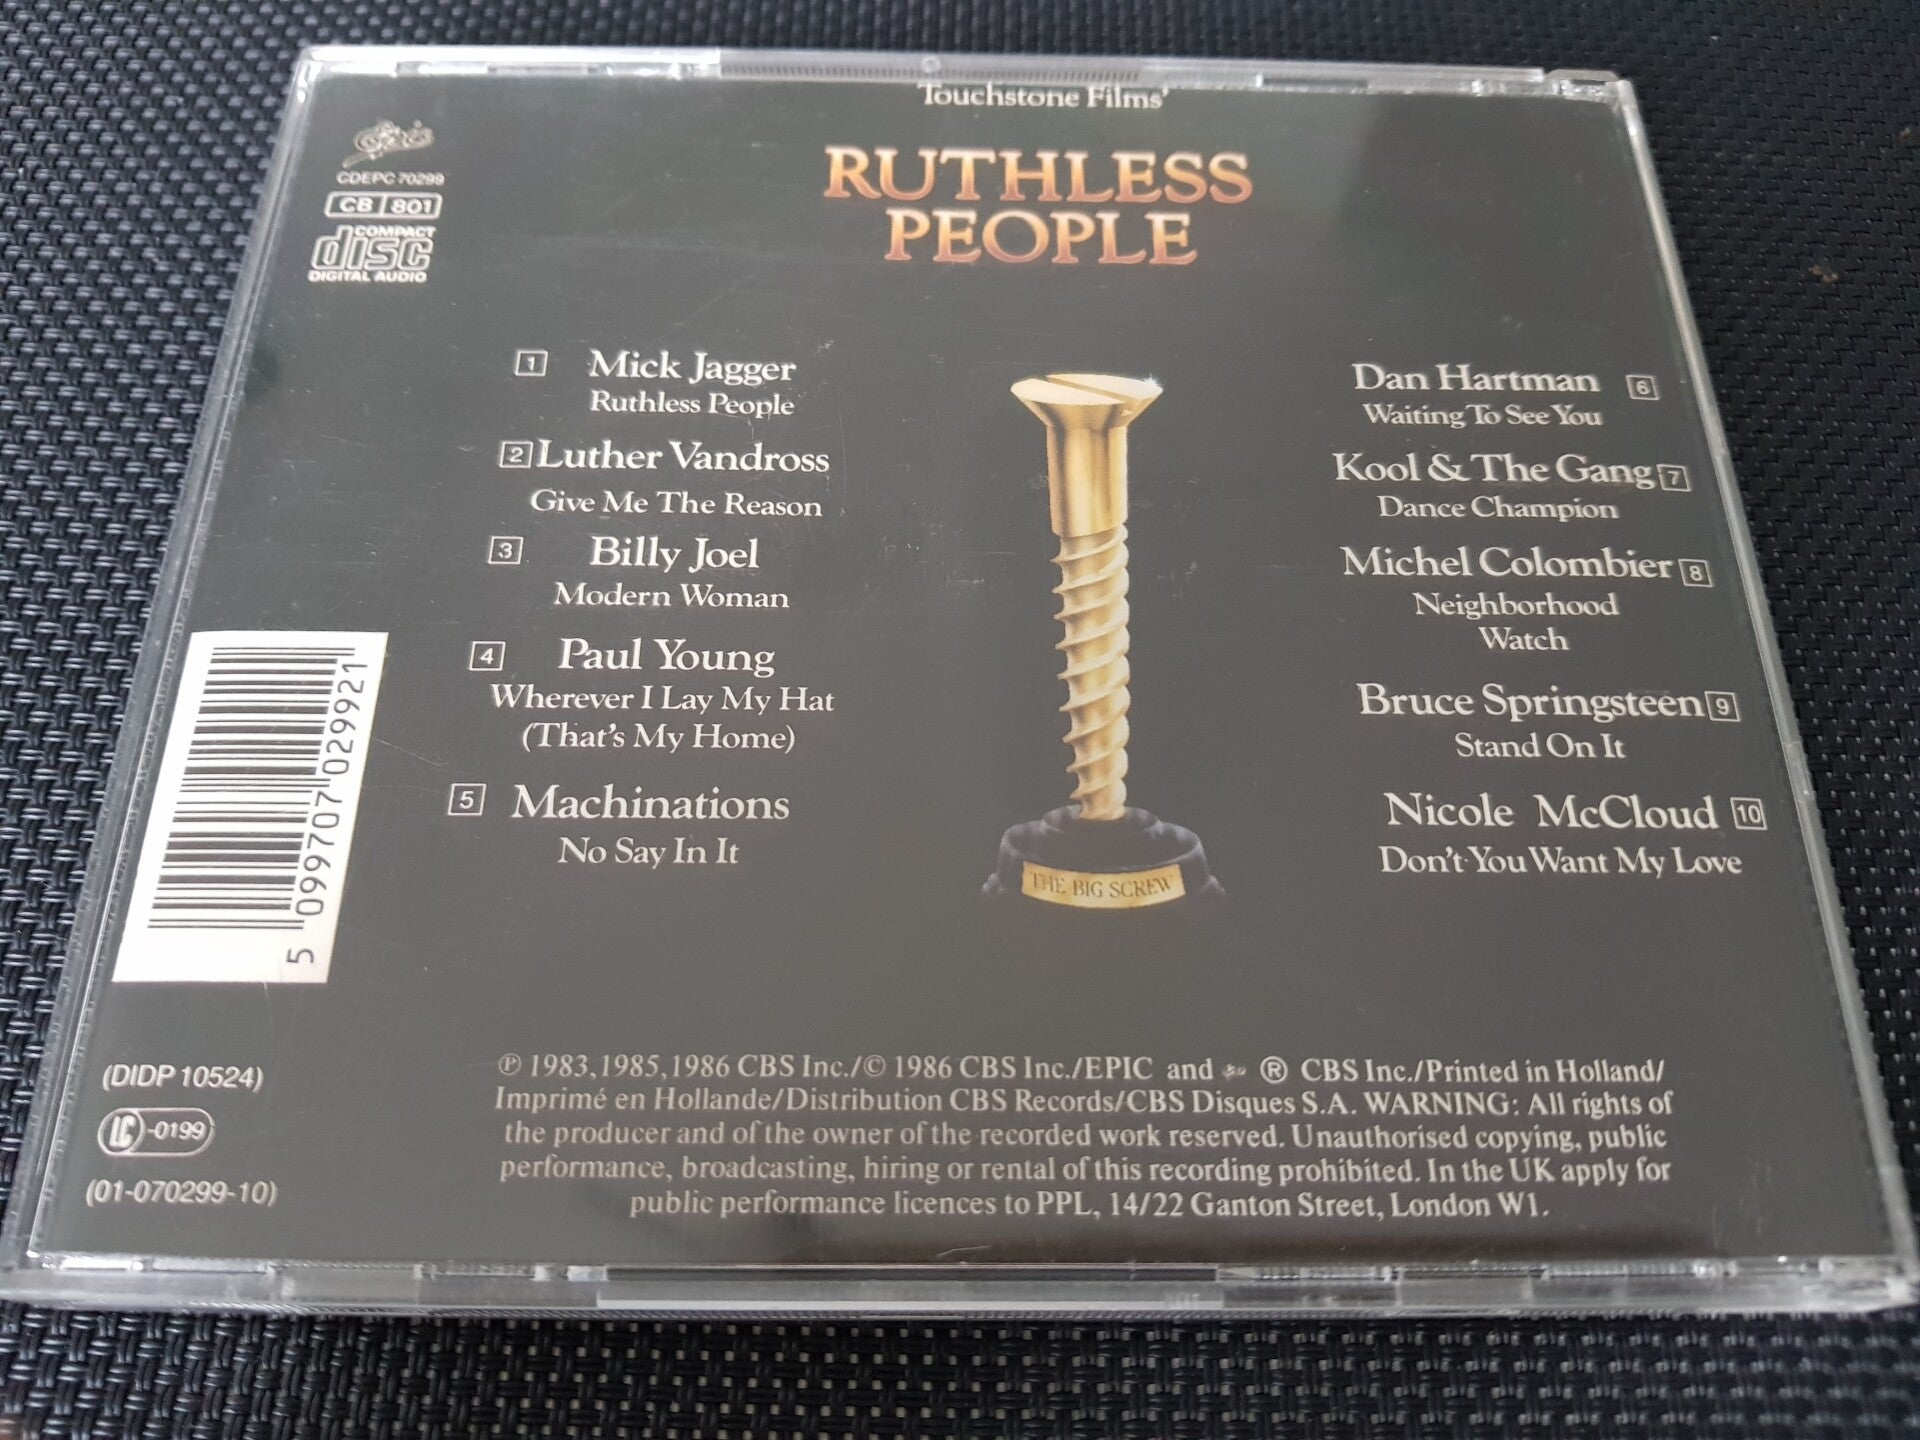 Touchstone Films'
RUTHLESS
PEOPLE
Epic
CDEPC 70299
CB 801
COMPACT
disc
DIGITAL AUDIO
1 Mick Jagger
Ruthless People
2 Luther Vandross
Give Me The Reason
3 Billy Joel
Modern Woman
4 Paul Young
Wherever I Lay My Hat
(That's My Home)
5 Machinations
No Say In It
THE BIG SCREW
Dan Hartman 6
Waiting To See You
Kool & The Gang 7
Dance Champion
Michel Colombier 8
Neighborhood
Watch
Bruce Springsteen 9
Stand On It
Nicole McCloud 10
Don't You Want My Love
5 099707 029921
(DIDP 10524)
LC -0199
(01-070299-10)
℗ 1983,1985,1986 CBS Inc./© 1986 CBS Inc./EPIC and ® CBS Inc./Printed in Holland/
Imprimé en Hollande/Distribution CBS Records/CBS Disques S.A. WARNING: All rights of
the producer and of the owner of the recorded work reserved. Unauthorised copying, public
performance, broadcasting, hiring or rental of this recording prohibited. In the UK apply for
public performance licences to PPL, 14/22 Ganton Street, London W1.